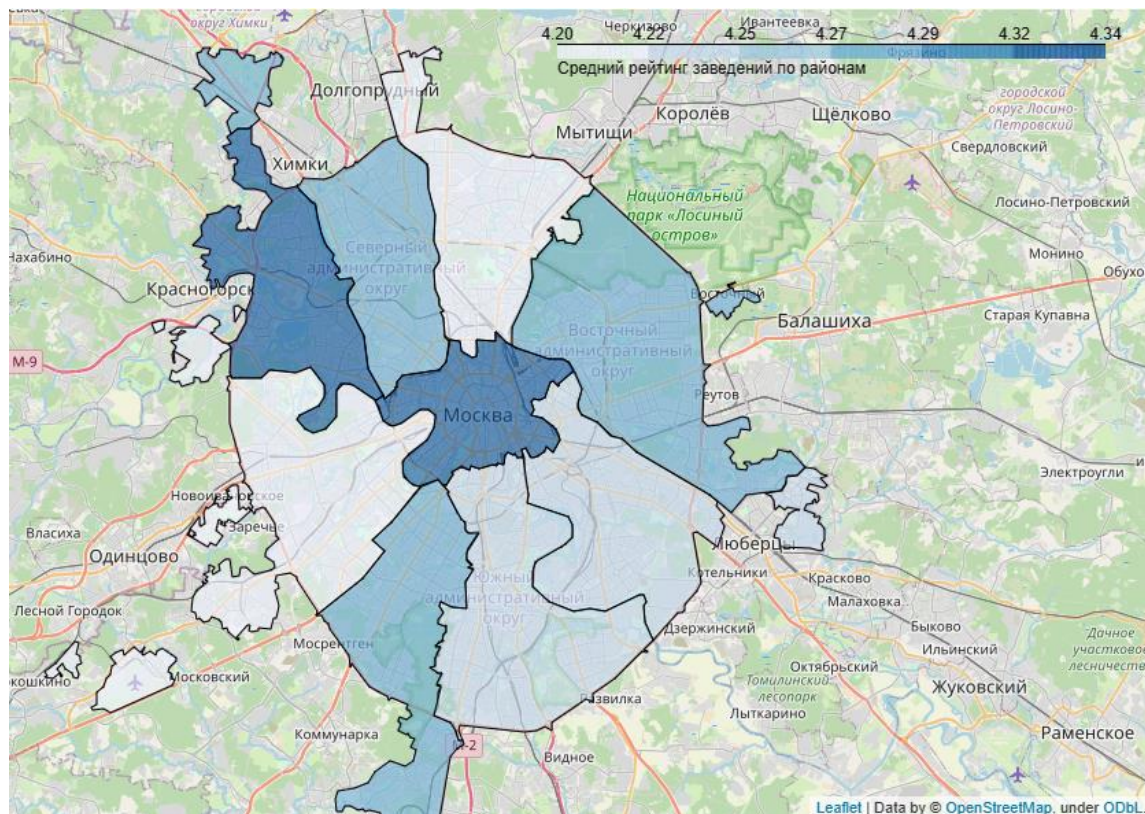 округ Химки
Черкизово
Ивантеевка
4.20 4.22 4.25 4.27 4.29 4.32 4.34
Фрязино
Средний рейтинг заведений по районам
Долгопрудный
городской
округ Лосино-
Петровский
Королёв
Щёлково
Мытищи
Свердловский
Химки
Национальный
парк «Лосиный
остров»
Лосино-Петровский
Северный
административный
округ
Нахабино
Монино
Обухо
Красногорск
Восточный
Балашиха
Старая Купавна
Восточный
административный
округ
М-9
Реутов
Москва
Электроугли
Новоивановское
Власиха
Заречье
Одинцово
Люберцы
Котельники
Красково
Южный
административный
округ
Малаховка
Лесной Городок
Дзержинский
Быково
Дачное
участковое
лесничеств
Мосрентген
Ильинский
Октябрьский
Московский
Томилинский
лесопарк
Жуковский
Развилка
Лыткарино
Коммунарка
Раменское
Видное
Leaflet | Data by © OpenStreetMap, under ODbL.